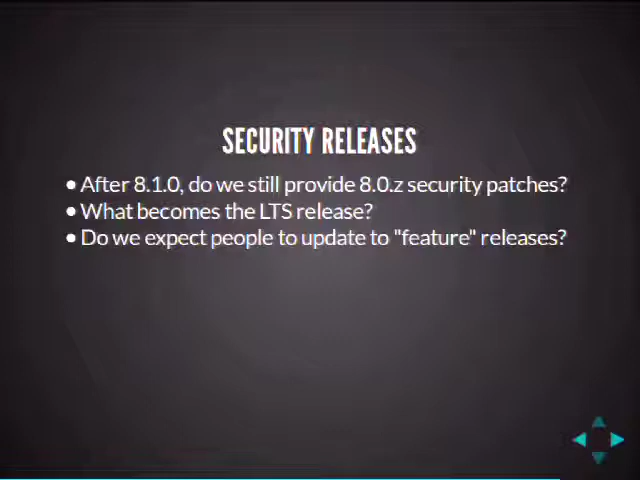 SECURITY RELEASES
• After 8.1.0, do we still provide 8.0.z security patches?
• What becomes the LTS release?
• Do we expect people to update to "feature" releases?